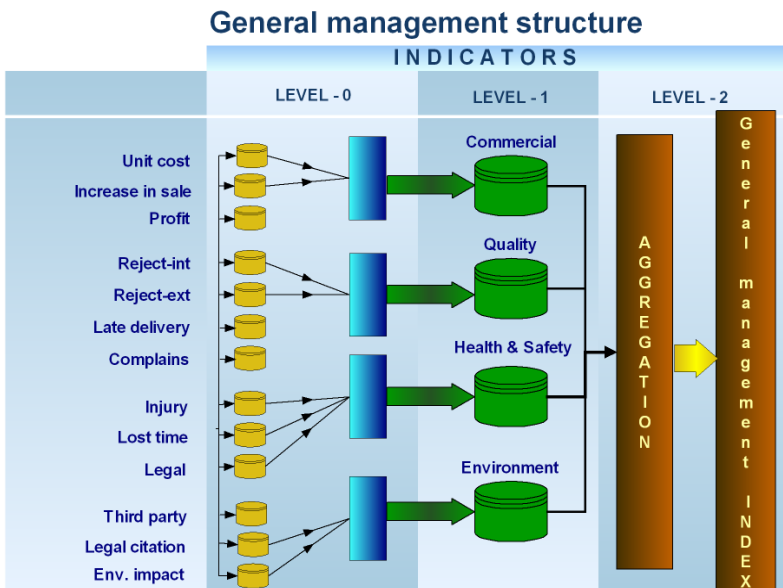 General management structure
INDICATORS
LEVEL - 0
LEVEL - 1
LEVEL - 2
Unit cost
Increase in sale
Profit
Reject-int
Reject-ext
Late delivery
Complains
Injury
Lost time
Legal
Third party
Legal citation
Env. impact
Commercial
Quality
Health & Safety
Environment
AGGREGATION
General management INDEX